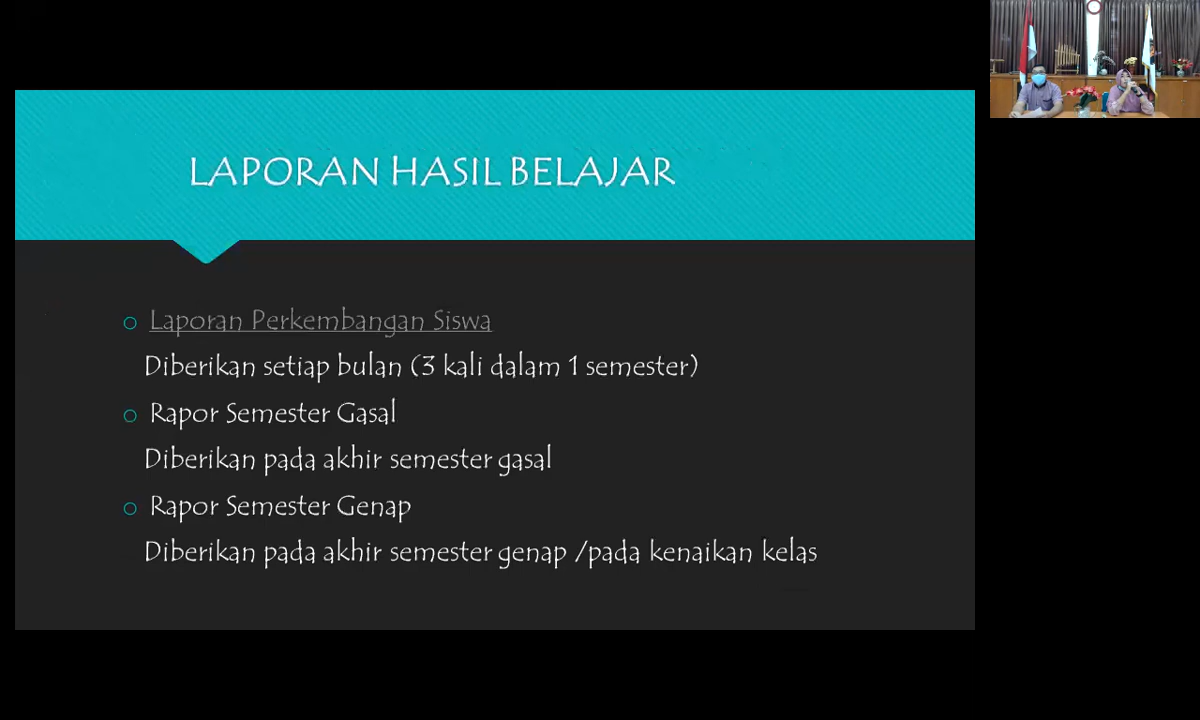 LAPORAN HASIL BELAJAR
Laporan Perkembangan Siswa
Diberikan setiap bulan (3 kali dalam 1 semester)
Rapor Semester Gasal
Diberikan pada akhir semester gasal
Rapor Semester Genap
Diberikan pada akhir semester genap /pada kenaikan kelas